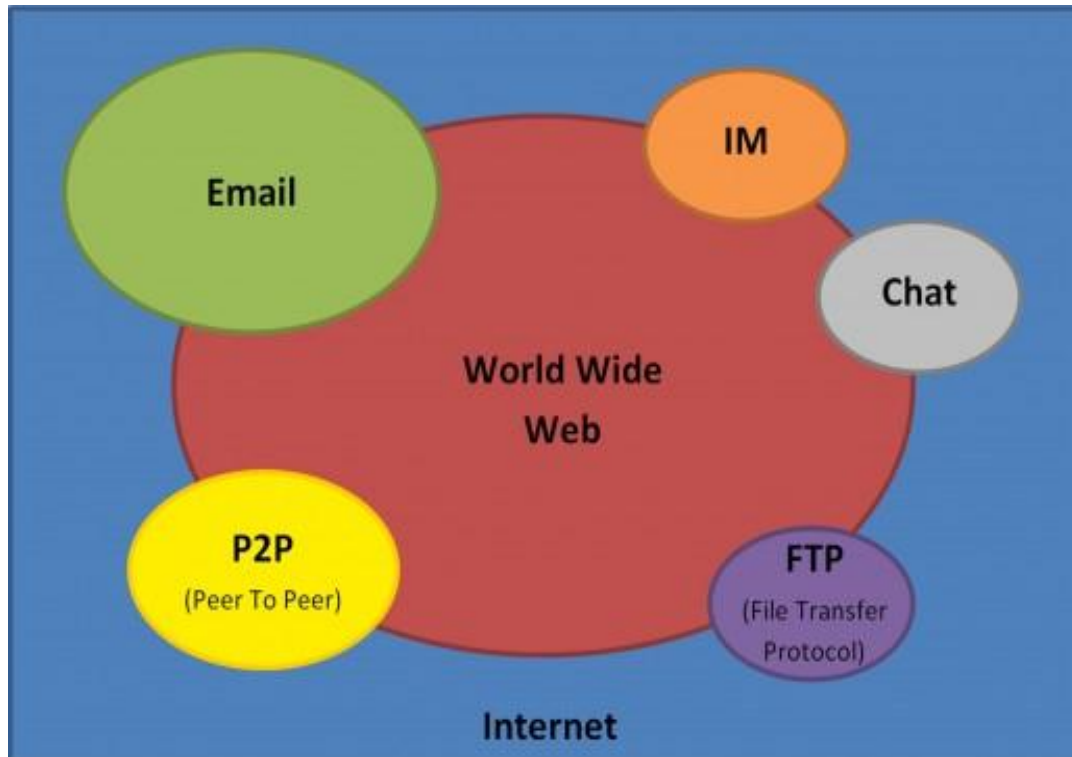 Email
IM
Chat
World Wide
Web
P2P
(Peer To Peer)
FTP
(File Transfer
Protocol)
Internet